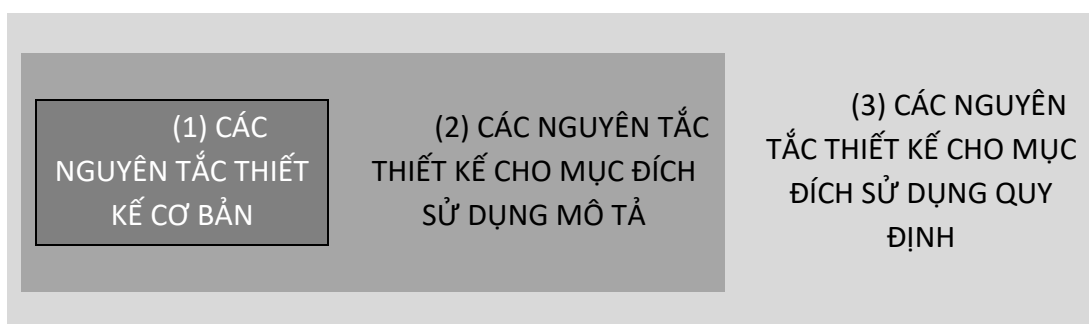 (1) CÁC
NGUYÊN TẮC THIẾT
KẾ CƠ BẢN
(2) CÁC NGUYÊN TẮC
THIẾT KẾ CHO MỤC ĐÍCH
SỬ DỤNG MÔ TẢ
(3) CÁC NGUYÊN
TẮC THIẾT KẾ CHO MỤC
ĐÍCH SỬ DỤNG QUY
ĐỊNH